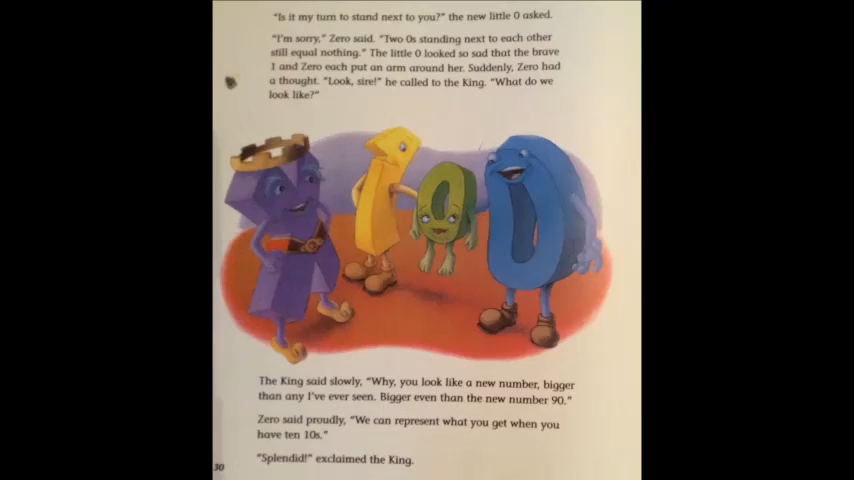 "Is it my turn to stand next to you?" the new little 0 asked.
"I'm sorry," Zero said. "Two 0s standing next to each other
still equal nothing." The little 0 looked so sad that the brave
1 and Zero each put an arm around her. Suddenly, Zero had
a thought. "Look, sire!" he called to the King. "What do we
look like?"
The King said slowly, "Why, you look like a new number, bigger
than any I've ever seen. Bigger even than the new number 90."
Zero said proudly, "We can represent what you get when you
have ten 10s."
"Splendid!" exclaimed the King.
30